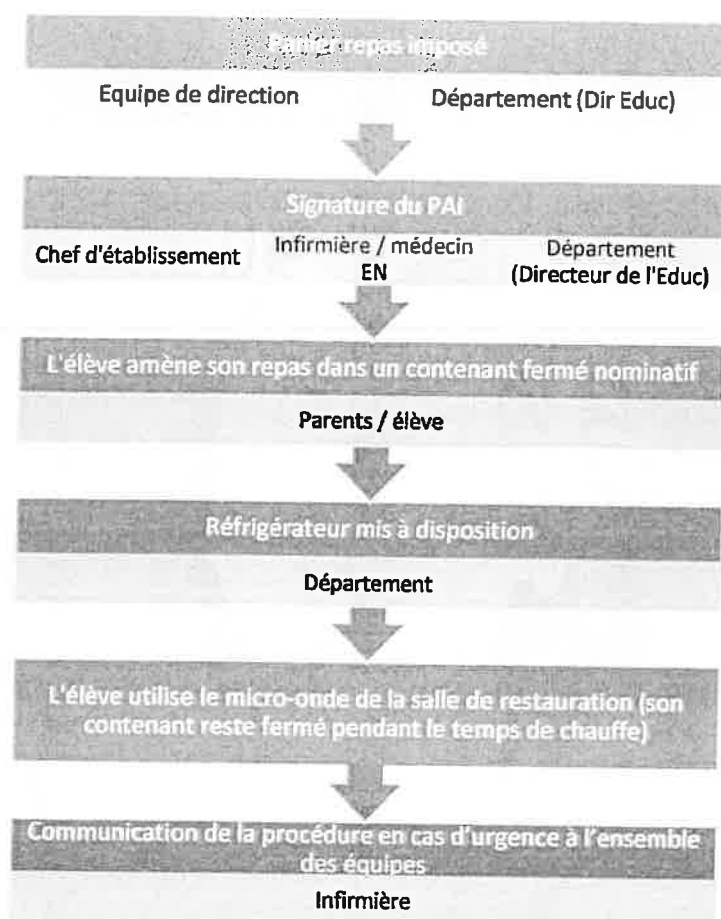 Panier repas imposé
Equipe de direction Département (Dir Educ)
Signature du PAI
Chef d'établissement Infirmière / médecin EN Département (Directeur de l'Educ)
L'élève amène son repas dans un contenant fermé nominatif
Parents / élève
Réfrigérateur mis à disposition
Département
L'élève utilise le micro-onde de la salle de restauration (son
contenant reste fermé pendant le temps de chauffe)
Communication de la procédure en cas d'urgence à l'ensemble
des équipes
Infirmière